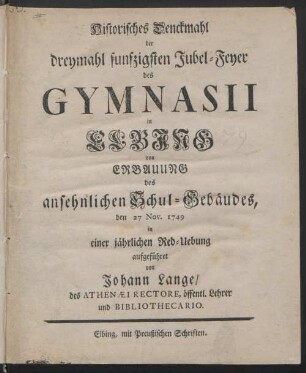 Historisches Denckmahl
der
dreymahl funfzigsten Jubel-Feyer
des
GYMNASII
in
ELBING
von
ERBAUUNG
des
ansehnlichen Schul-Gebäudes,
den 27 Nov. 1749
in
einer jährlichen Red-Uebung
aufgeführet
von
Johann Lange/
des ATHENÆI RECTORE, öffentl. Lehrer
und BIBLIOTHECARIO.
Elbing, mit Preußischen Schriften.